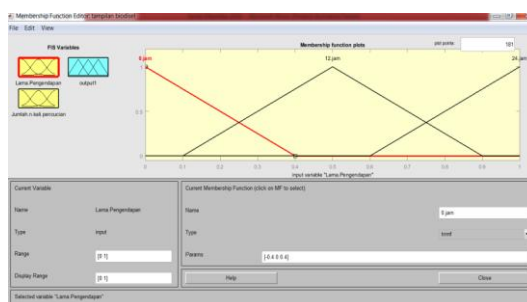 Membership Function Editor: tampilan biodisel
File Edit View
FIS Variables
Membership function plots
plot points:
181
Lama.Pengendapan
output1
Jumlah n kali pencucian
8 jam
12 jam
24 jam
1
0.5
0
0 0.1 0.2 0.3 0.4 0.5 0.6 0.7 0.8 0.9 1
input variable "Lama.Pengendapan"
Current Variable
Name Lama.Pengendapan
Type input
Range [0 1]
Display Range [0 1]
Current Membership Function (click on MF to select)
Name 8 jam
Type trimf
Params [-0.4 0 0.4]
Help Close
Selected variable "Lama.Pengendapan"